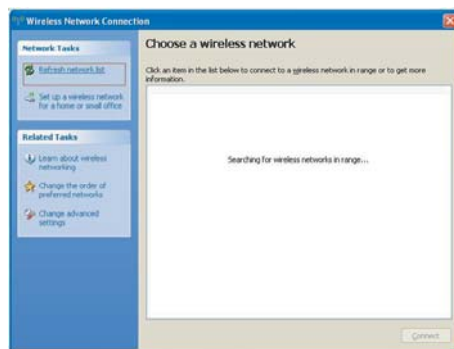 Wireless Network Connection
Network Tasks
Refresh network list
Set up a wireless network
for a home or small office
Related Tasks
Learn about wireless
networking
Change the order of
preferred networks
Change advanced
settings
Choose a wireless network
Click an item in the list below to connect to a wireless network in range or to get more
information.
Searching for wireless networks in range...
Connect